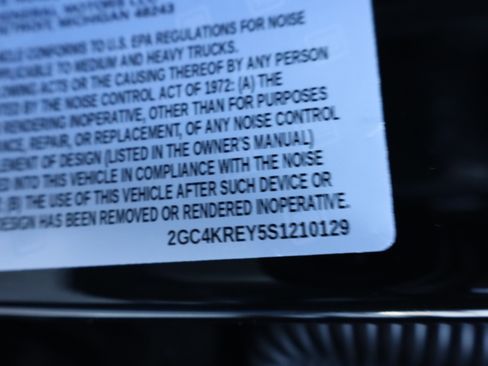 GENERAL MOTORS LLC
DETROIT, MICHIGAN 48243
CONFORMS TO U.S. EPA REGULATIONS FOR NOISE
APPLICABLE TO MEDIUM AND HEAVY TRUCKS.
ACTS OR THE CAUSING THEREOF BY ANY PERSON
BY THE NOISE CONTROL ACT OF 1972: (A) THE
RENDERING INOPERATIVE, OTHER THAN FOR PURPOSES
REPAIR, OR REPLACEMENT, OF ANY NOISE CONTROL
OF DESIGN (LISTED IN THE OWNER'S MANUAL)
INTO THIS VEHICLE IN COMPLIANCE WITH THE NOISE
(B) THE USE OF THIS VEHICLE AFTER SUCH DEVICE OR
DESIGN HAS BEEN REMOVED OR RENDERED INOPERATIVE.
2GC4KREY5S1210129